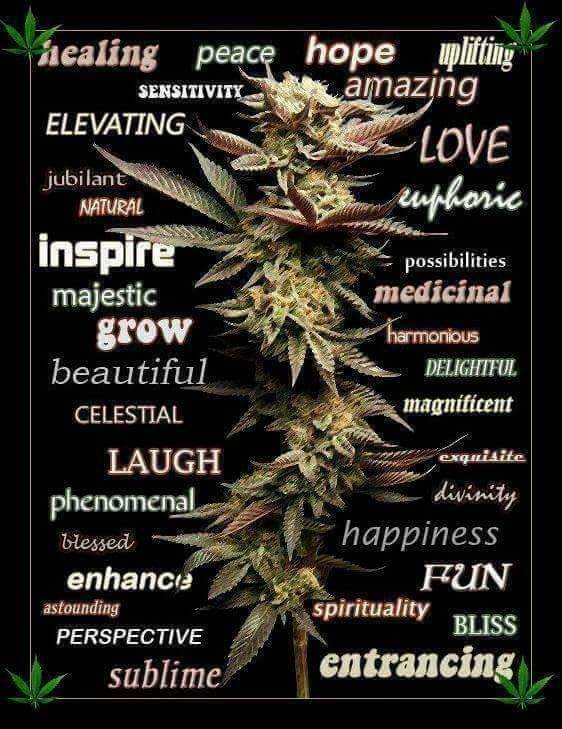 healing peace hope uplifting
SENSITIVITY amazing
ELEVATING LOVE
jubilant euphoric
NATURAL
inspire possibilities
majestic medicinal
grow harmonious
beautiful DELIGHTFUL
CELESTIAL magnificent
LAUGH exquisite
phenomenal divinity
blessed happiness
enhance FUN
astounding spirituality
PERSPECTIVE BLISS
sublime entrancing